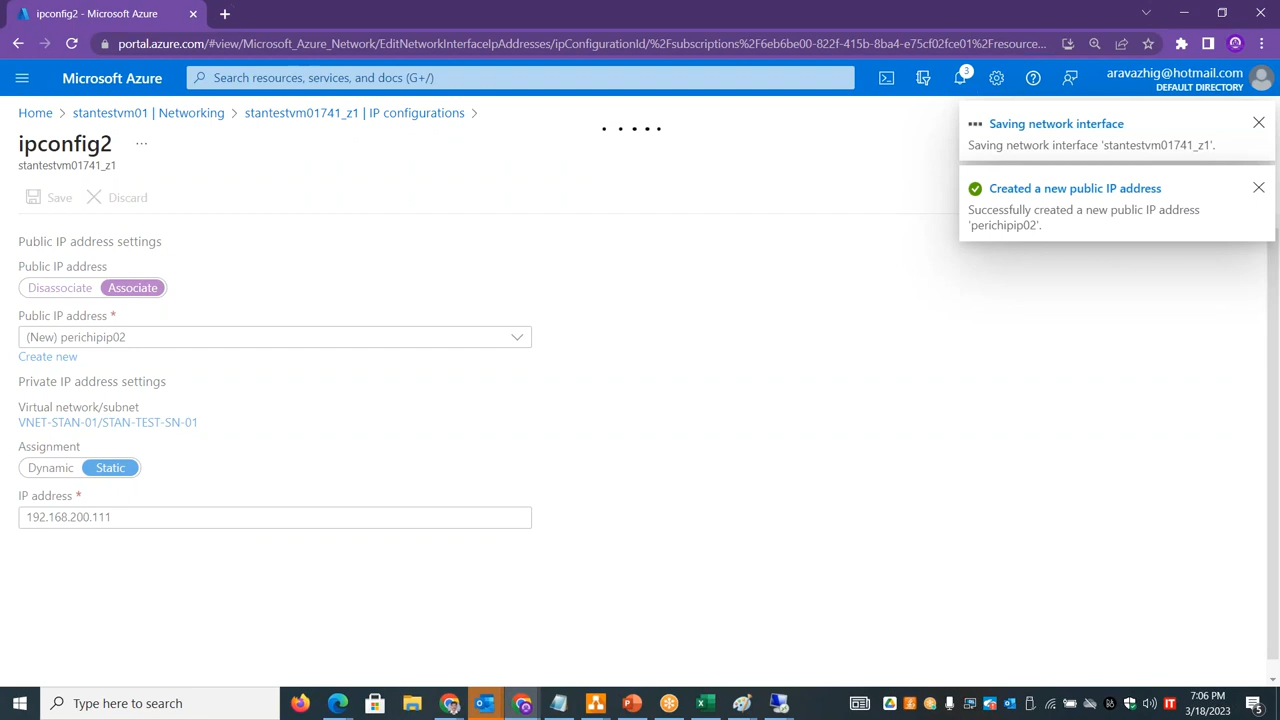 ipconfig2 - Microsoft Azure
portal.azure.com/#view/Microsoft_Azure_Network/EditNetworkInterfaceIpAddresses/ipConfigurationId/%2Fsubscriptions%2F6eb6be00-822f-415b-8ba4-e75cf02fce01%2Fresource...
Microsoft Azure
Search resources, services, and docs (G+/)
3
aravazhig@hotmail.com
DEFAULT DIRECTORY
Home > stantestvm01 | Networking > stantestvm01741_z1 | IP configurations >
ipconfig2 ...
stantestvm01741_z1
Save Discard
Saving network interface
Saving network interface 'stantestvm01741_z1'.
Created a new public IP address
Successfully created a new public IP address
'perichipip02'.
Public IP address settings
Public IP address
Disassociate Associate
Public IP address *
(New) perichipip02
Create new
Private IP address settings
Virtual network/subnet
VNET-STAN-01/STAN-TEST-SN-01
Assignment
Dynamic Static
IP address *
192.168.200.111
Type here to search
IT
7:06 PM
3/18/2023
5